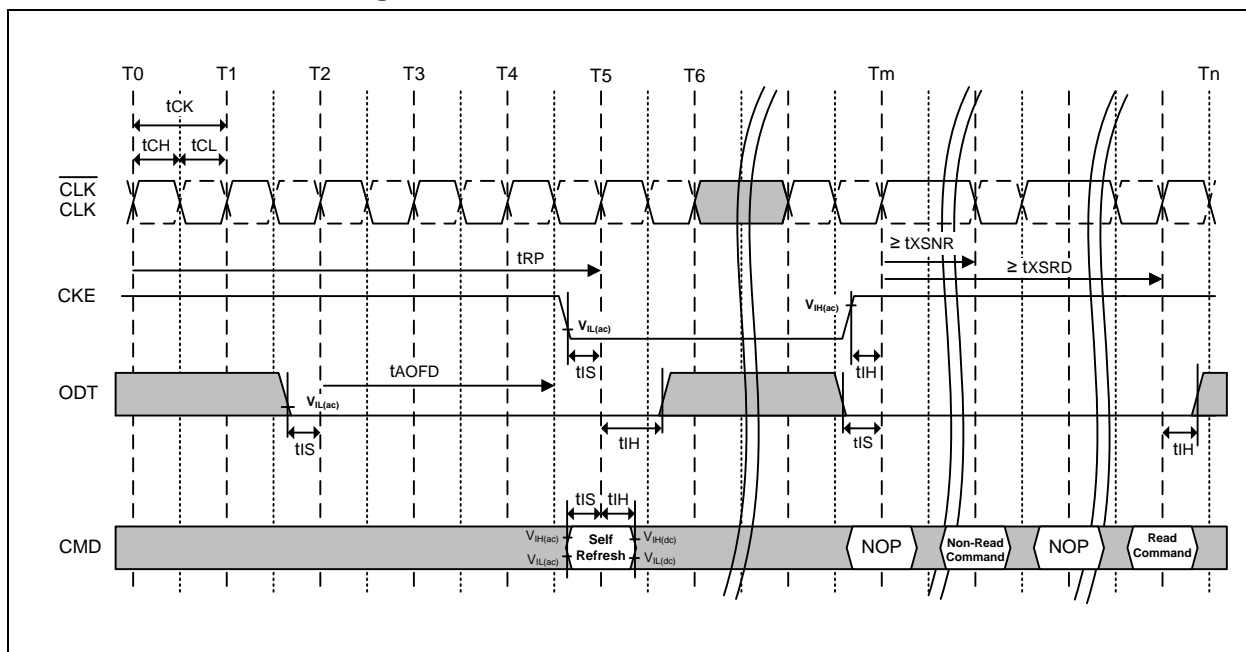 T0 T1 T2 T3 T4 T5 T6 Tm Tn
tCK
tCH tCL
CLK
CLK
≥ tXSNR
tRP
≥ tXSRD
CKE
VIH(ac)
VIL(ac)
tIS
tIH
tAOFD
ODT
VIL(ac)
tIS
tIH
tIS
tIH
tIS tIH
CMD
VIH(ac)
VIL(ac)
Self
Refresh
VIH(dc)
VIL(dc)
NOP
Non-Read
Command
NOP
Read
Command